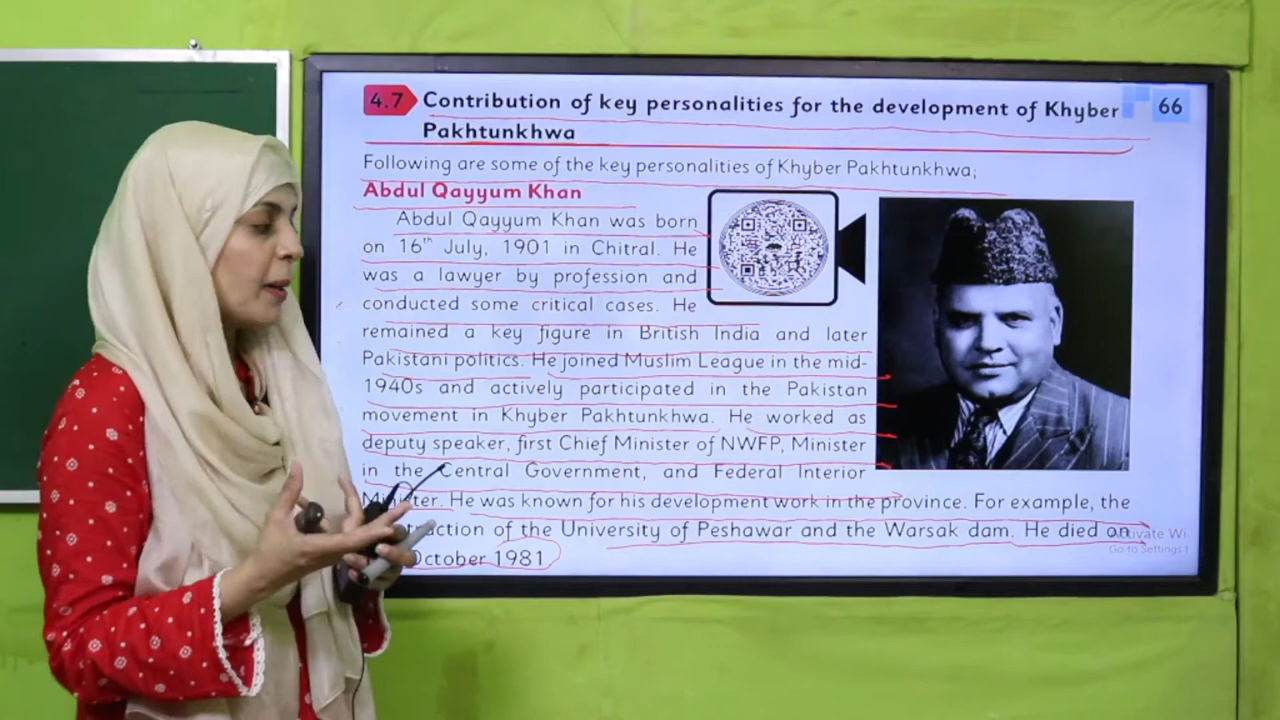 4.7 Contribution of key personalities for the development of Khyber 66
Pakhtunkhwa
Following are some of the key personalities of Khyber Pakhtunkhwa;
Abdul Qayyum Khan
Abdul Qayyum Khan was born
on 16th July, 1901 in Chitral. He
was a lawyer by profession and
conducted some critical cases. He
remained a key figure in British India and later
Pakistani politics. He joined Muslim League in the mid-
1940s and actively participated in the Pakistan
movement in Khyber Pakhtunkhwa. He worked as
deputy speaker, first Chief Minister of NWFP, Minister
in the Central Government, and Federal Interior
Minister. He was known for his development work in the province. For example, the
of the University of Peshawar and the Warsak dam. He died on
October 1981
Activate Wi
Go to Settings t